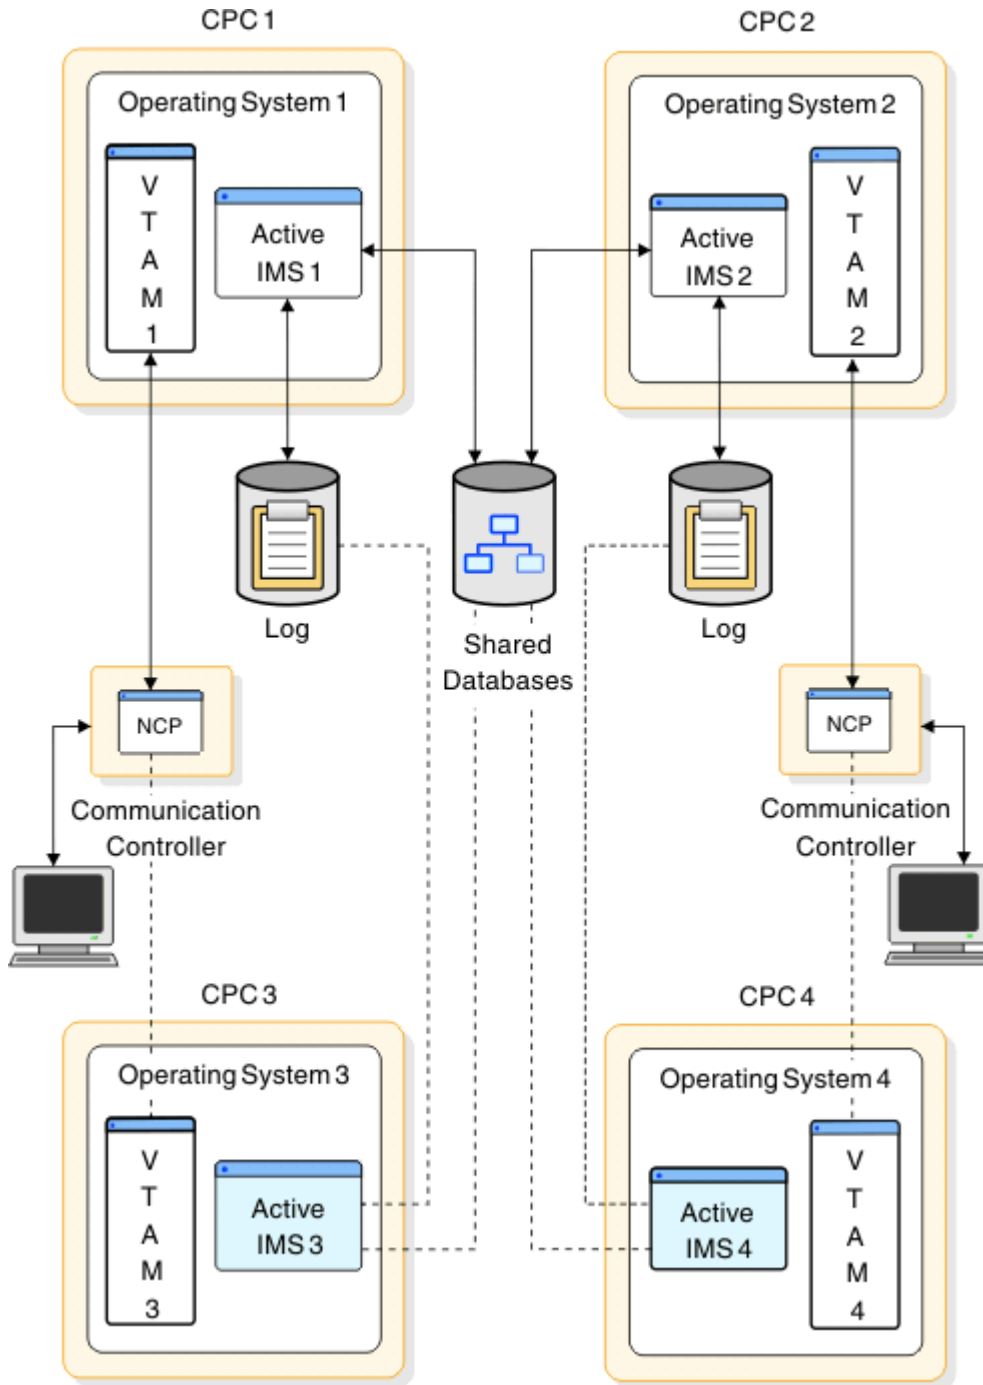 CPC 1
CPC 2
Operating System 1
Operating System 2
V
T
A
M
1
Active
IMS 1
Active
IMS 2
V
T
A
M
2
Log
Shared
Databases
Log
NCP
NCP
Communication
Controller
Communication
Controller
CPC 3
CPC 4
Operating System 3
Operating System 4
V
T
A
M
3
Active
IMS 3
Active
IMS 4
V
T
A
M
4